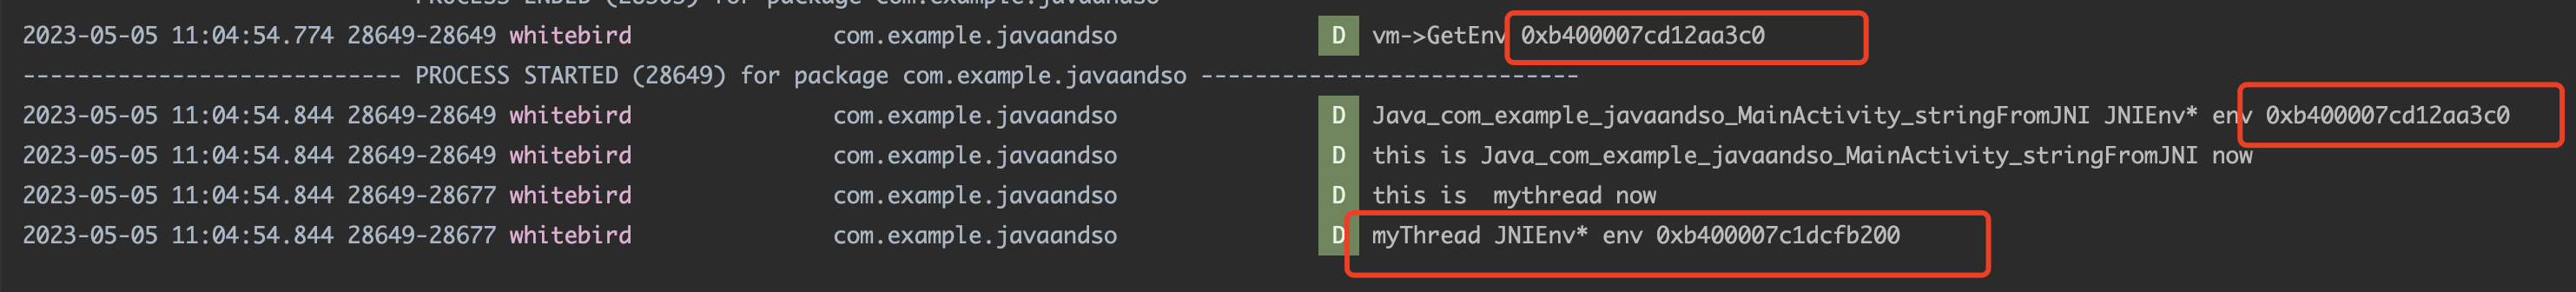 PROCESS ENDED (28565) for package com.example.javaandso
2023-05-05 11:04:54.774 28649-28649 whitebird com.example.javaandso D vm->GetEnv 0xb400007cd12aa3c0
---------------------------- PROCESS STARTED (28649) for package com.example.javaandso ----------------------------
2023-05-05 11:04:54.844 28649-28649 whitebird com.example.javaandso D Java_com_example_javaandso_MainActivity_stringFromJNI JNIEnv* env 0xb400007cd12aa3c0
2023-05-05 11:04:54.844 28649-28649 whitebird com.example.javaandso D this is Java_com_example_javaandso_MainActivity_stringFromJNI now
2023-05-05 11:04:54.844 28649-28677 whitebird com.example.javaandso D this is  mythread now
2023-05-05 11:04:54.844 28649-28677 whitebird com.example.javaandso D myThread JNIEnv* env 0xb400007c1dcfb200